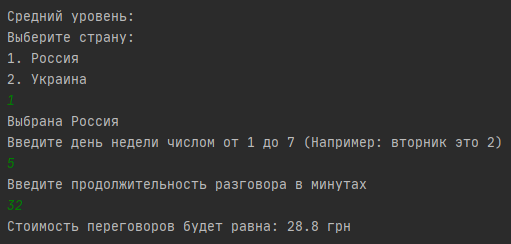 Средний уровень:
Выберите страну:
1. Россия
2. Украина
1
Выбрана Россия
Введите день недели числом от 1 до 7 (Например: вторник это 2)
5
Введите продолжительность разговора в минутах
32
Стоимость переговоров будет равна: 28.8 грн